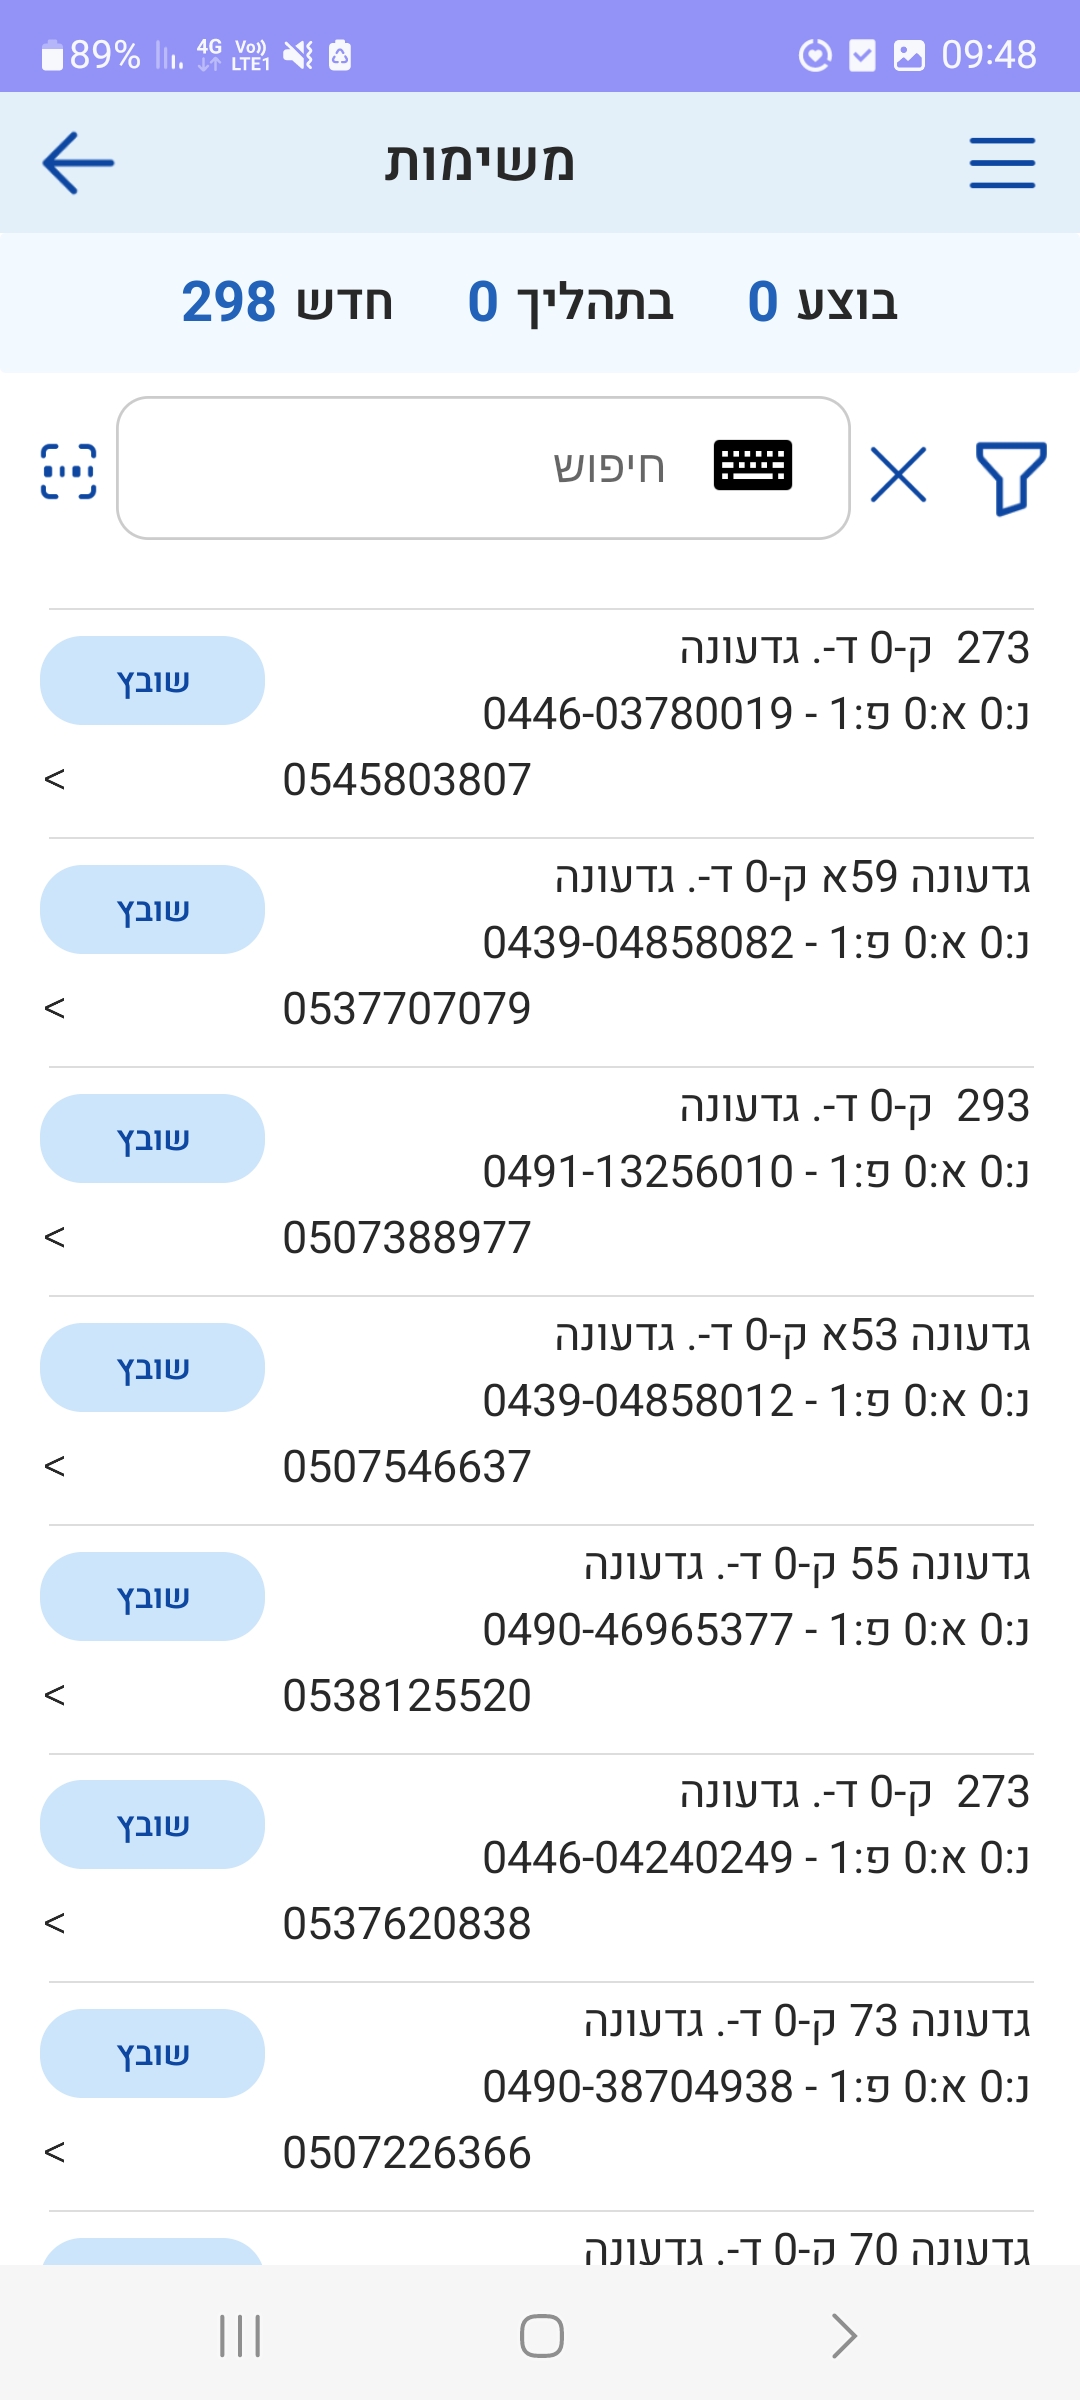 89% 4G Vo)) LTE1 09:48
משימות
בוצע 0 בתהליך 0 חדש 298
חיפוש
273 ק-0 ד-. גדעונה
שובץ
נ:0 א:0 פ:1 - 0446-03780019
0545803807
<
גדעונה 59א ק-0 ד-. גדעונה
שובץ
נ:0 א:0 פ:1 - 0439-04858082
0537707079
<
293 ק-0 ד-. גדעונה
שובץ
נ:0 א:0 פ:1 - 0491-13256010
0507388977
<
גדעונה 53א ק-0 ד-. גדעונה
שובץ
נ:0 א:0 פ:1 - 0439-04858012
0507546637
<
גדעונה 55 ק-0 ד-. גדעונה
שובץ
נ:0 א:0 פ:1 - 0490-46965377
0538125520
<
273 ק-0 ד-. גדעונה
שובץ
נ:0 א:0 פ:1 - 0446-04240249
0537620838
<
גדעונה 73 ק-0 ד-. גדעונה
שובץ
נ:0 א:0 פ:1 - 0490-38704938
0507226366
<
גדעונה 70 ק-0 ד-. גדעונה